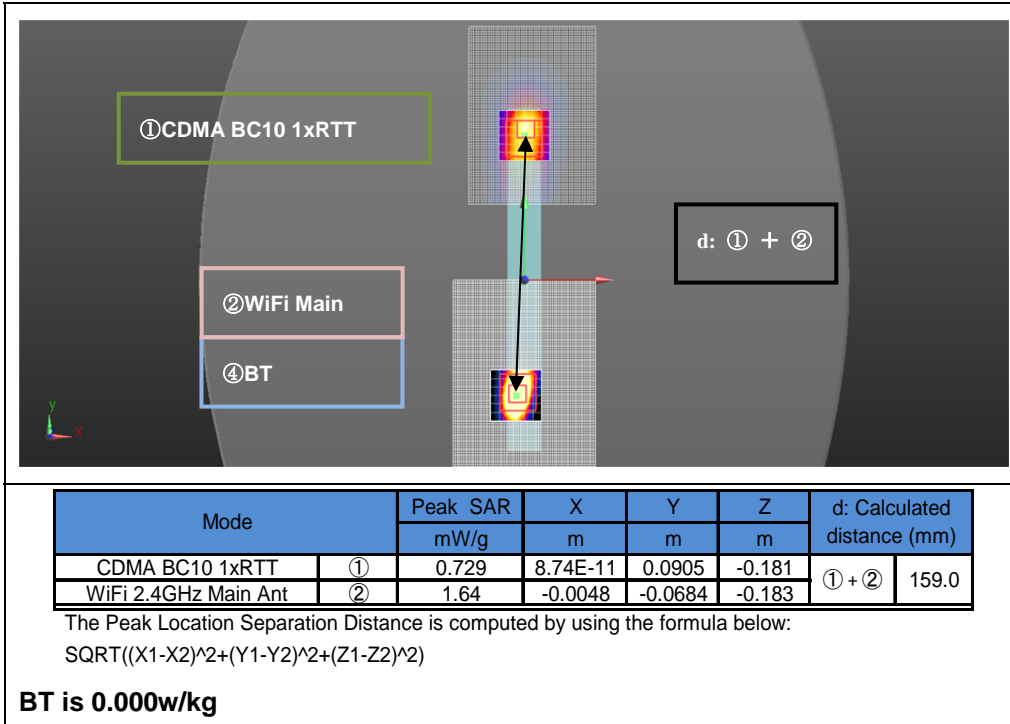 ①CDMA BC10 1xRTT
d: ① + ②
②WiFi Main
④BT
y
X
Mode Peak SAR X Y Z d: Calculated distance (mm)
mW/g m m m
CDMA BC10 1xRTT ① 0.729 8.74E-11 0.0905 -0.181 ① + ② 159.0
WiFi 2.4GHz Main Ant ② 1.64 -0.0048 -0.0684 -0.183
The Peak Location Separation Distance is computed by using the formula below:
SQRT((X1-X2)^2+(Y1-Y2)^2+(Z1-Z2)^2)
BT is 0.000w/kg